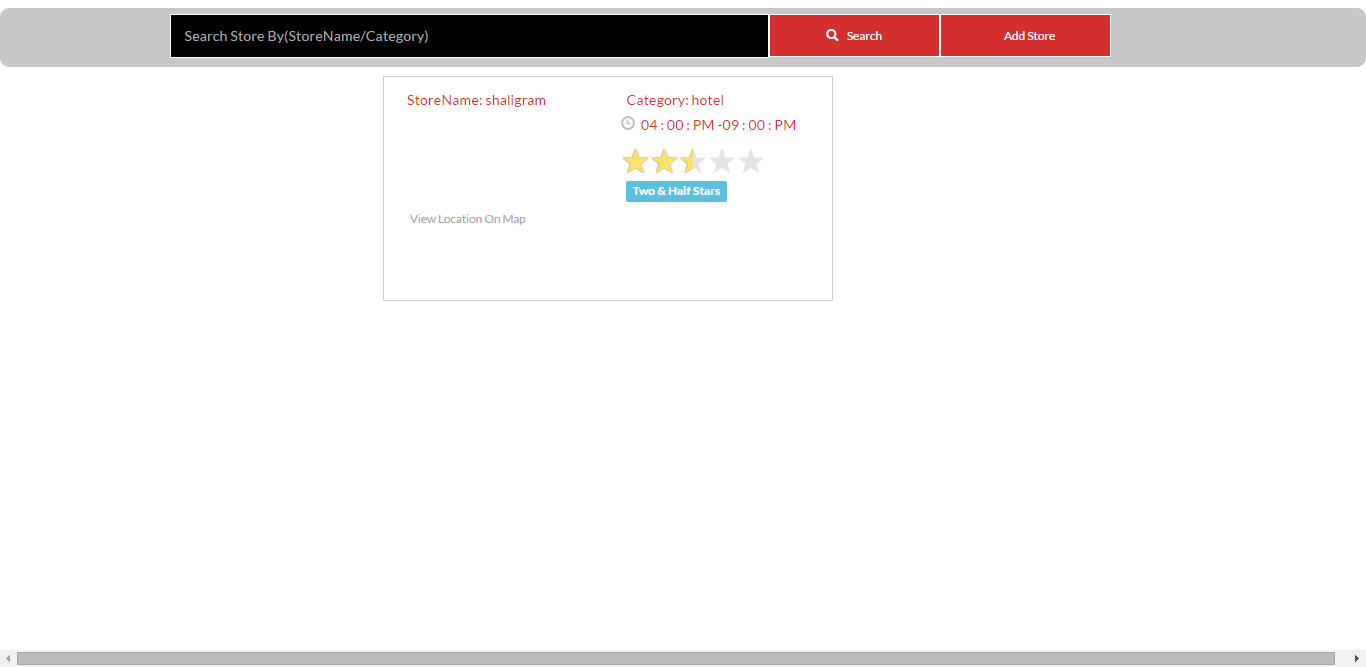 Search Store By(StoreName/Category)
Search
Add Store
StoreName: shaligram
Category: hotel
04 : 00 : PM -09 : 00 : PM
Two & Half Stars
View Location On Map